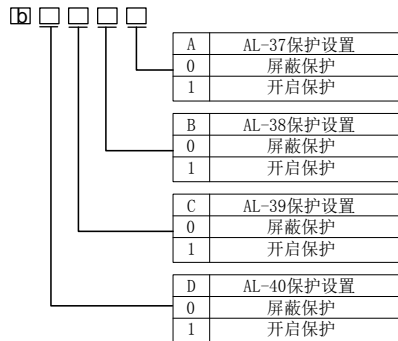 b
A AL-37保护设置
0 屏蔽保护
1 开启保护
B AL-38保护设置
0 屏蔽保护
1 开启保护
C AL-39保护设置
0 屏蔽保护
1 开启保护
D AL-40保护设置
0 屏蔽保护
1 开启保护